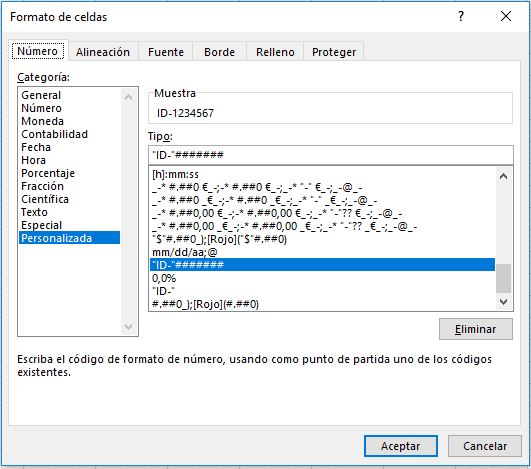 Formato de celdas
? ×
Número Alineación Fuente Borde Relleno Proteger
Categoría:
General
Número
Moneda
Contabilidad
Fecha
Hora
Porcentaje
Fracción
Científica
Texto
Especial
Personalizada
Muestra
ID-1234567
Tipo:
"ID-"#######
[h]:mm:ss
_-* #.##0 €_-;-* #.##0 €_-;_-* "-" €_-;_-@_-
_-* #.##0 _€_-;-* #.##0 _€_-;_-* "-" _€_-;_-@_-
_-* #.##0,00 €_-;-* #.##0,00 €_-;_-* "-"?? €_-;_-@_-
_-* #.##0,00 _€_-;-* #.##0,00 _€_-;_-* "-"?? _€_-;_-@_-
"$"#.##0_);[Rojo]("$"#.##0)
mm/dd/aa;@
"ID-"#######
0,0%
"ID-"
#.##0_);[Rojo](#.##0)
Eliminar
Escriba el código de formato de número, usando como punto de partida uno de los códigos
existentes.
Aceptar Cancelar